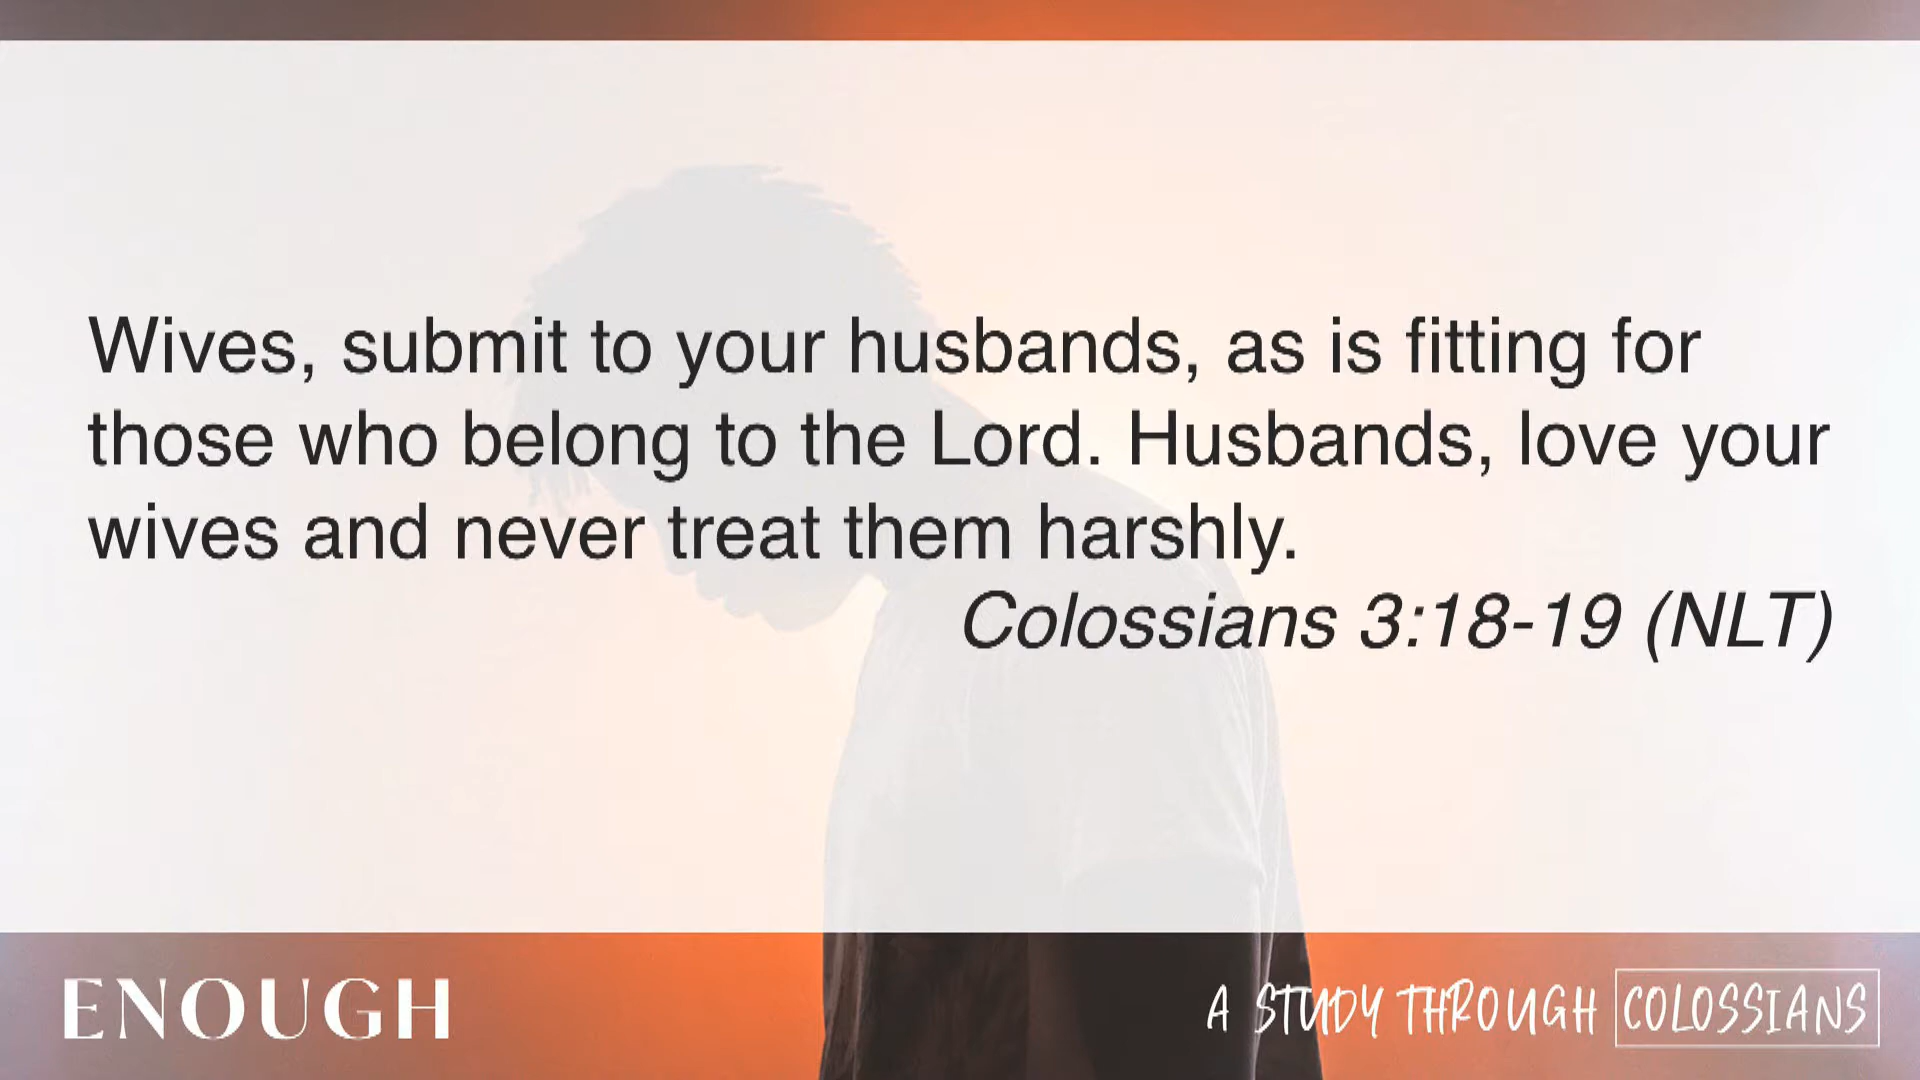 Wives, submit to your husbands, as is fitting for
those who belong to the Lord. Husbands, love your
wives and never treat them harshly.
Colossians 3:18-19 (NLT)
ENOUGH
A STUDY THROUGH COLOSSIANS